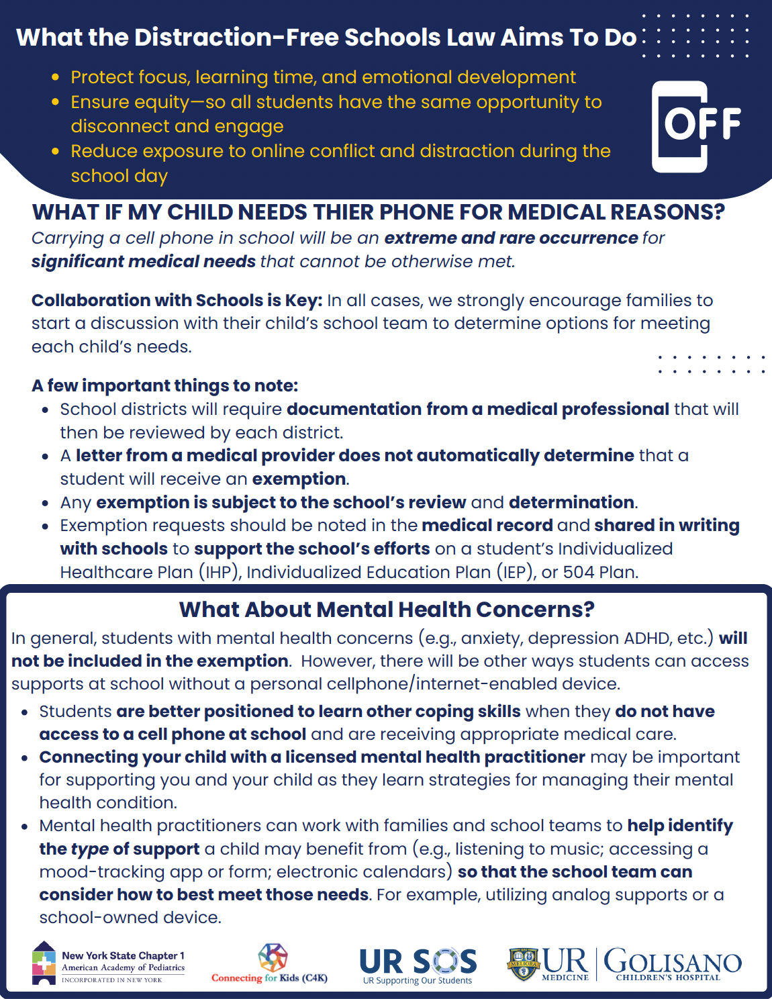 What the Distraction-Free Schools Law Aims To Do
• Protect focus, learning time, and emotional development
• Ensure equity—so all students have the same opportunity to
disconnect and engage
• Reduce exposure to online conflict and distraction during the
school day
OFF
WHAT IF MY CHILD NEEDS THIER PHONE FOR MEDICAL REASONS?
Carrying a cell phone in school will be an extreme and rare occurrence for
significant medical needs that cannot be otherwise met.
Collaboration with Schools is Key: In all cases, we strongly encourage families to
start a discussion with their child's school team to determine options for meeting
each child's needs.
A few important things to note:
• School districts will require documentation from a medical professional that will
then be reviewed by each district.
• A letter from a medical provider does not automatically determine that a
student will receive an exemption.
• Any exemption is subject to the school's review and determination.
• Exemption requests should be noted in the medical record and shared in writing
with schools to support the school's efforts on a student's Individualized
Healthcare Plan (IHP), Individualized Education Plan (IEP), or 504 Plan.
What About Mental Health Concerns?
In general, students with mental health concerns (e.g., anxiety, depression ADHD, etc.) will
not be included in the exemption. However, there will be other ways students can access
supports at school without a personal cellphone/internet-enabled device.
• Students are better positioned to learn other coping skills when they do not have
access to a cell phone at school and are receiving appropriate medical care.
• Connecting your child with a licensed mental health practitioner may be important
for supporting you and your child as they learn strategies for managing their mental
health condition.
• Mental health practitioners can work with families and school teams to help identify
the type of support a child may benefit from (e.g., listening to music; accessing a
mood-tracking app or form; electronic calendars) so that the school team can
consider how to best meet those needs. For example, utilizing analog supports or a
school-owned device.
New York State Chapter 1
American Academy of Pediatrics
INCORPORATED IN NEW YORK
Connecting for Kids (C4K)
UR SOS
UR Supporting Our Students
MELIORA
UR
MEDICINE
GOLISANO
CHILDREN'S HOSPITAL